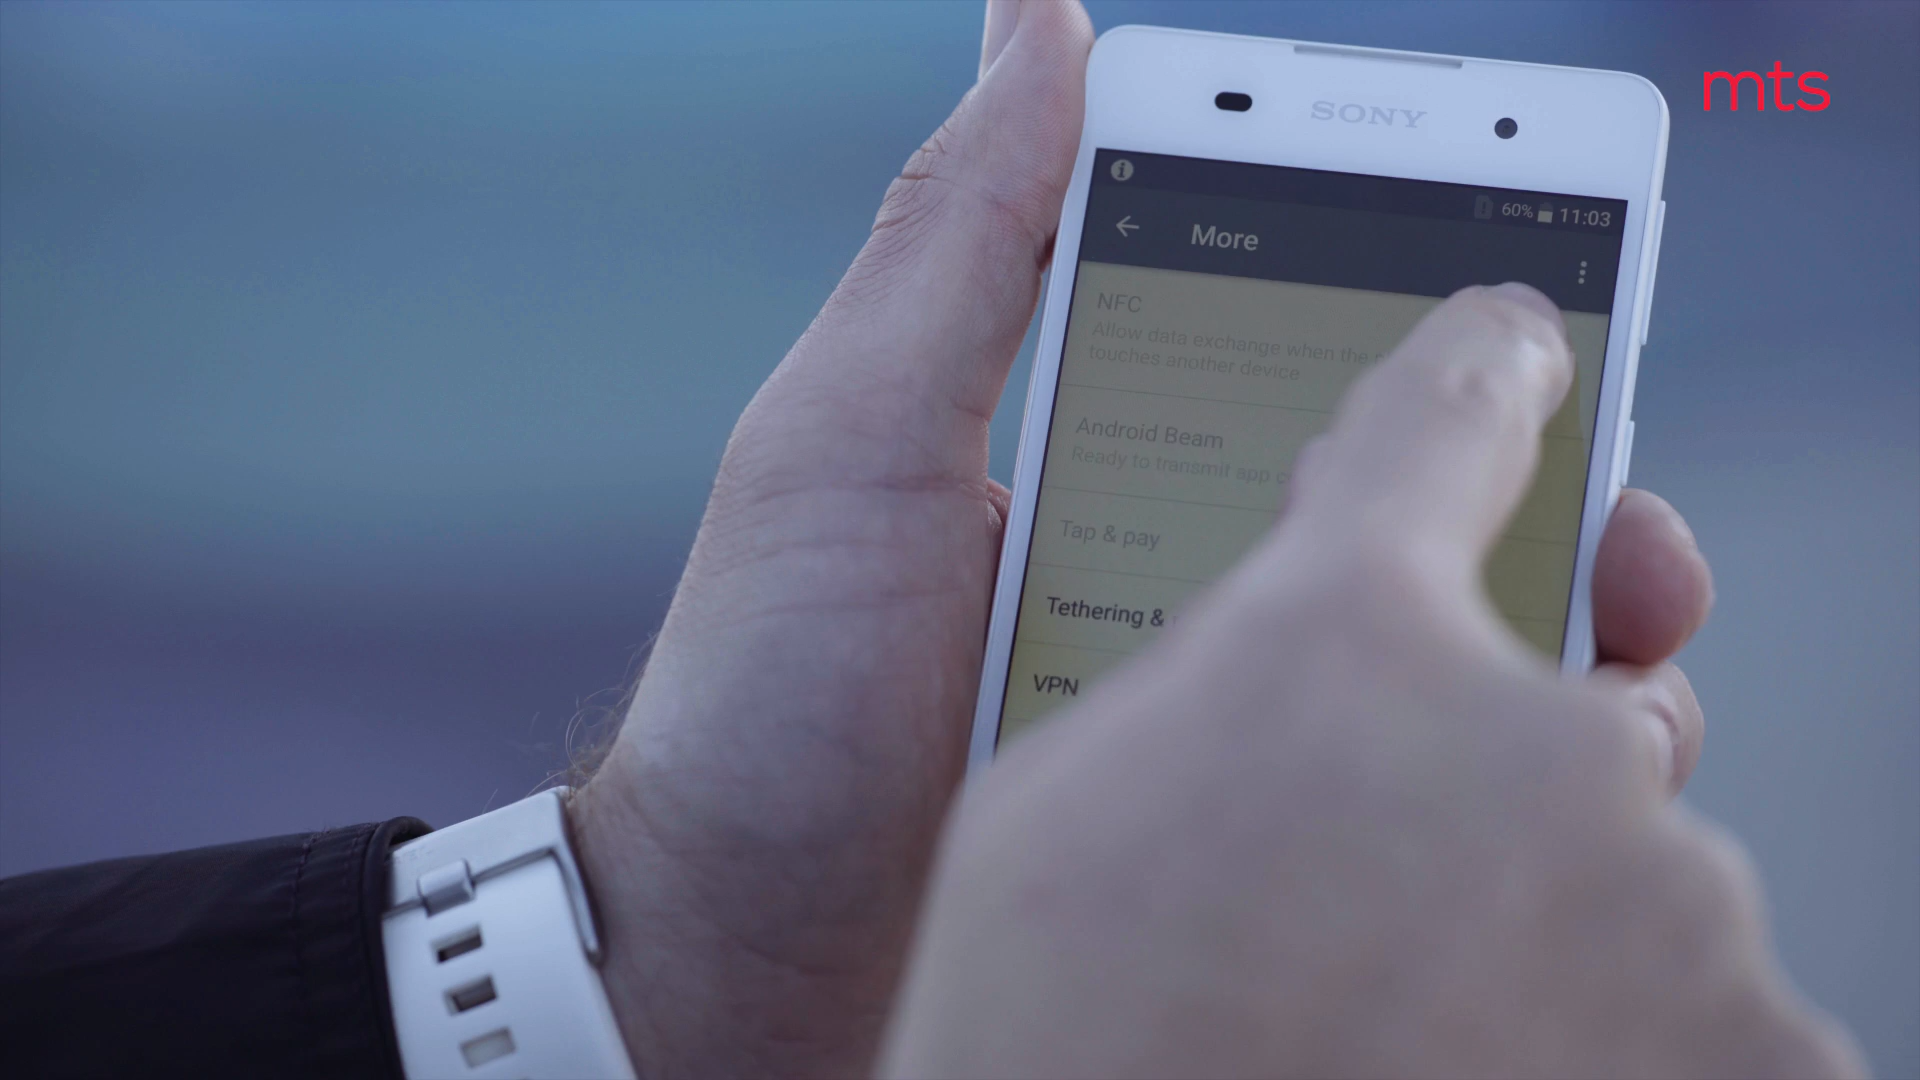 mts
SONY
60% 11:03
More
NFC
Allow data exchange when the
touches another device
Android Beam
Ready to transmit app
Tap & pay
Tethering &
VPN